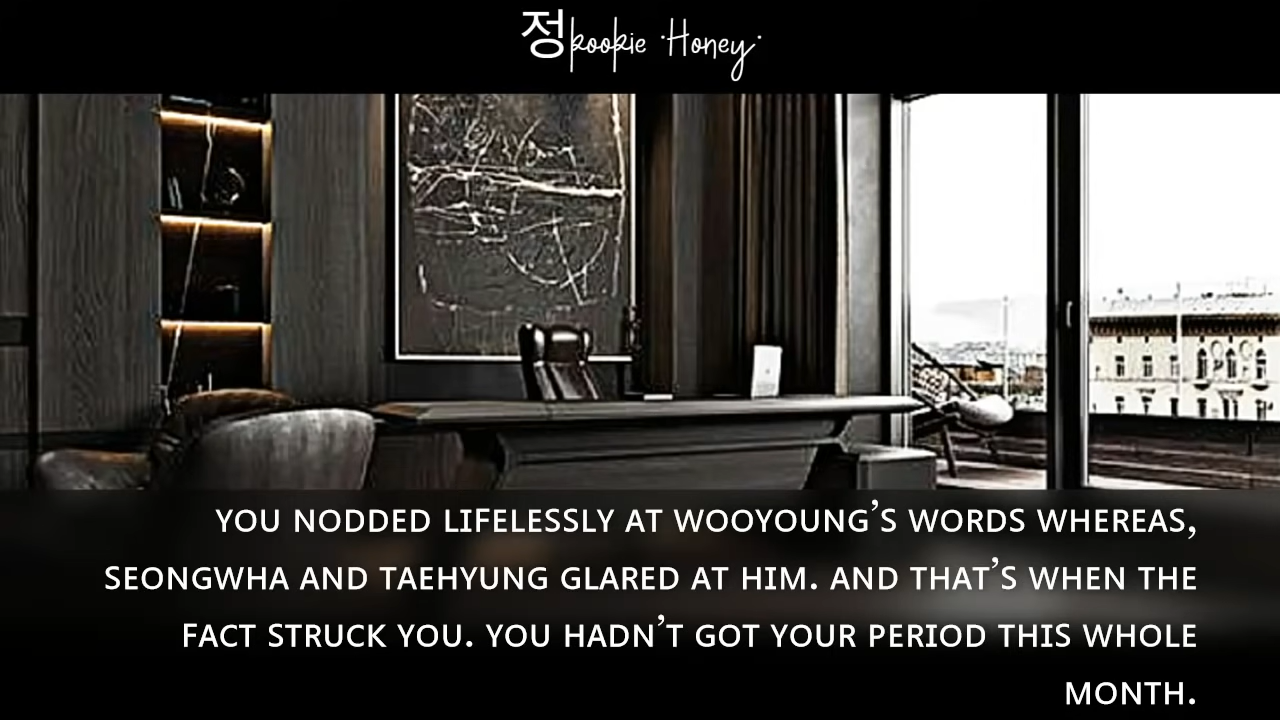 정kookie Honey
YOU NODDED LIFELESSLY AT WOOYOUNG’S WORDS WHEREAS,
SEONGWHA AND TAEHYUNG GLARED AT HIM. AND THAT’S WHEN THE
FACT STRUCK YOU. YOU HADN’T GOT YOUR PERIOD THIS WHOLE
MONTH.